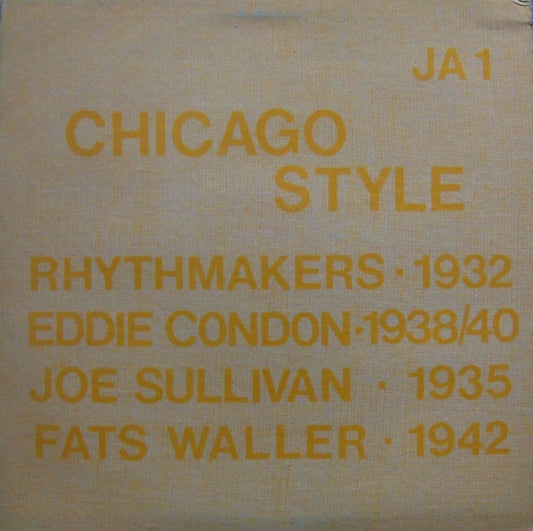 JA 1
CHICAGO
STYLE
RHYTHMAKERS · 1932
EDDIE CONDON · 1938/40
JOE SULLIVAN · 1935
FATS WALLER · 1942